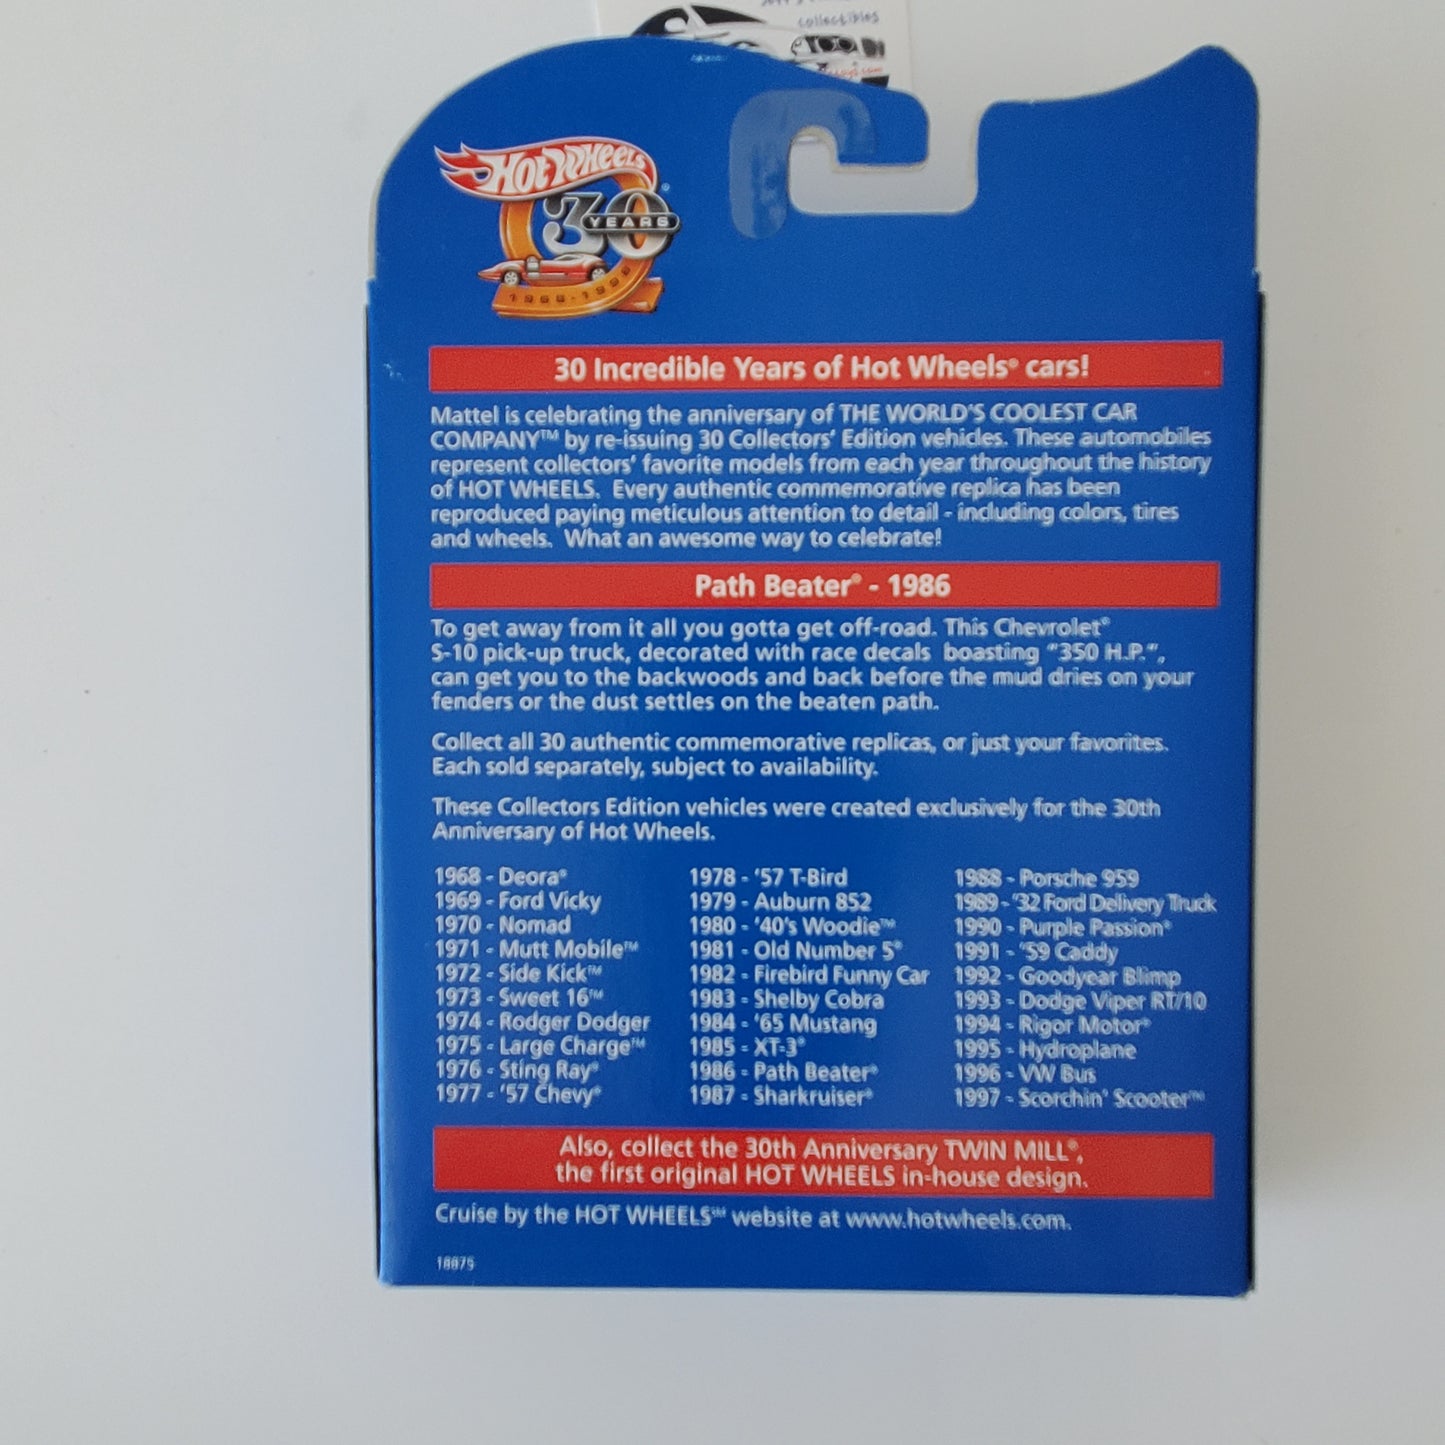 collectibles
Hot Wheels®
30
YEARS
1968-1998
30 Incredible Years of Hot Wheels® cars!
Mattel is celebrating the anniversary of THE WORLD'S COOLEST CAR
COMPANY™ by re-issuing 30 Collectors' Edition vehicles. These automobiles
represent collectors' favorite models from each year throughout the history
of HOT WHEELS. Every authentic commemorative replica has been
reproduced paying meticulous attention to detail - including colors, tires
and wheels. What an awesome way to celebrate!
Path Beater® - 1986
To get away from it all you gotta get off-road. This Chevrolet®
S-10 pick-up truck, decorated with race decals boasting "350 H.P.",
can get you to the backwoods and back before the mud dries on your
fenders or the dust settles on the beaten path.
Collect all 30 authentic commemorative replicas, or just your favorites.
Each sold separately, subject to availability.
These Collectors Edition vehicles were created exclusively for the 30th
Anniversary of Hot Wheels.
1968 - Deora®
1969 - Ford Vicky
1970 - Nomad
1971 - Mutt Mobile™
1972 - Side Kick™
1973 - Sweet 16™
1974 - Rodger Dodger
1975 - Large Charge™
1976 - Sting Ray®
1977 - '57 Chevy®
1978 - '57 T-Bird
1979 - Auburn 852
1980 - '40's Woodie™
1981 - Old Number 5®
1982 - Firebird Funny Car
1983 - Shelby Cobra
1984 - '65 Mustang
1985 - XT-3®
1986 - Path Beater®
1987 - Sharkruiser®
1988 - Porsche 959
1989 - '32 Ford Delivery Truck
1990 - Purple Passion®
1991 - '59 Caddy
1992 - Goodyear Blimp
1993 - Dodge Viper RT/10
1994 - Rigor Motor®
1995 - Hydroplane
1996 - VW Bus
1997 - Scorchin' Scooter™
Also, collect the 30th Anniversary TWIN MILL®,
the first original HOT WHEELS in-house design.
Cruise by the HOT WHEELS℠ website at www.hotwheels.com.
18875